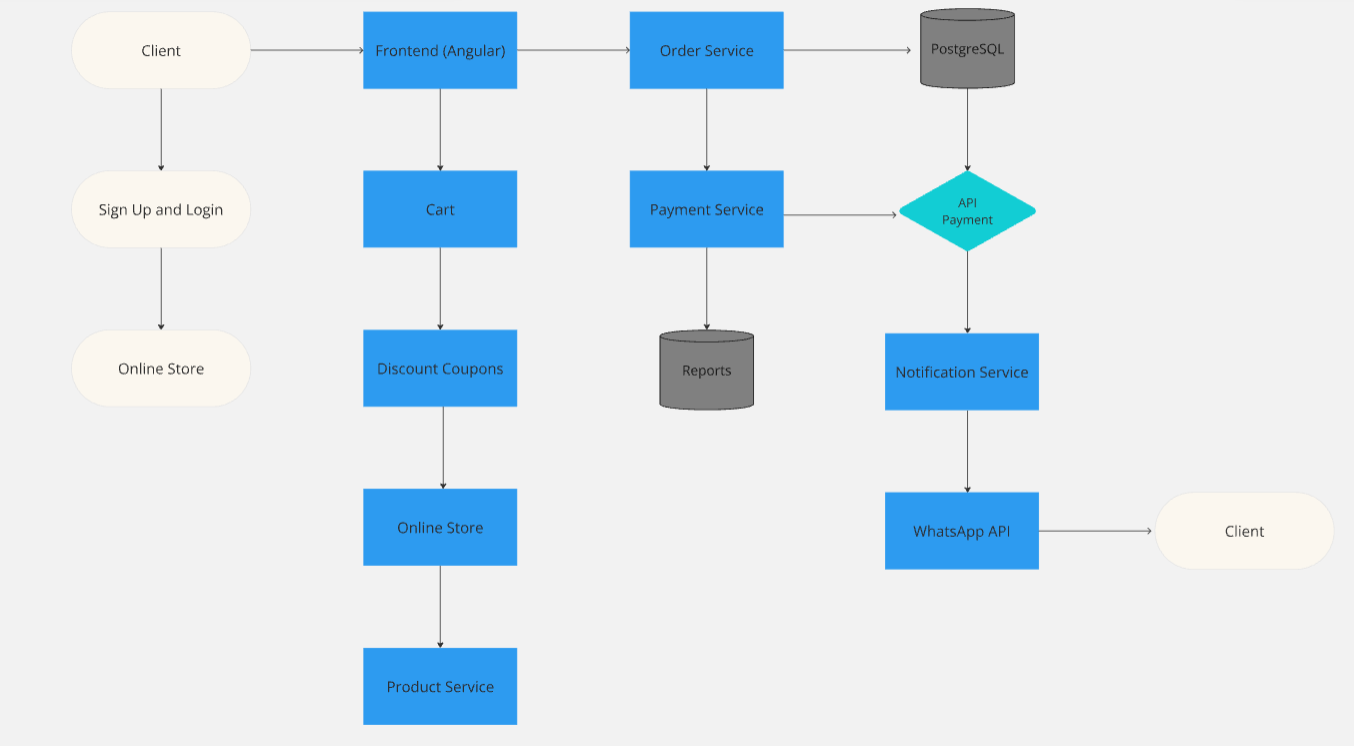 Client
Frontend (Angular)
Order Service
PostgreSQL
Sign Up and Login
Cart
Payment Service
API
Payment
Online Store
Discount Coupons
Reports
Notification Service
Online Store
WhatsApp API
Client
Product Service